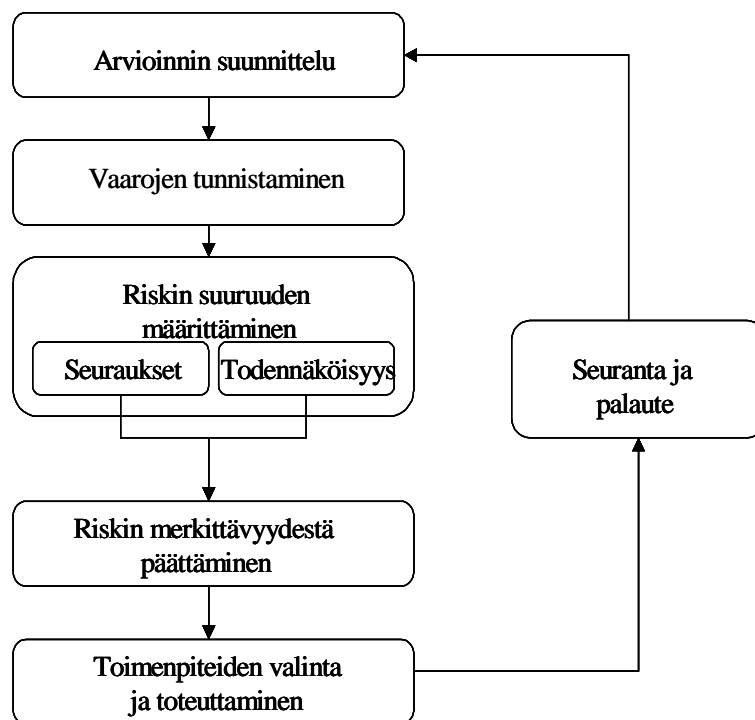 Arvioinnin suunnittelu
Vaarojen tunnistaminen
Riskin suuruuden
määrittäminen
Seuraukset
Todennäköisyys
Seuranta ja
palaute
Riskin merkittävyydestä
päättäminen
Toimenpiteiden valinta
ja toteuttaminen